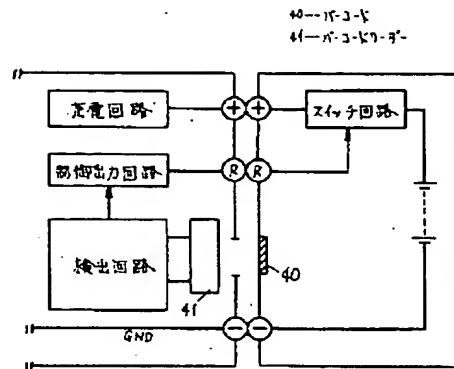 40---バーコード
41---バーコードリーダー
充電回路
+
+
スイッチ回路
制御出力回路
R
R
検出回路
41
40
GND
-
-